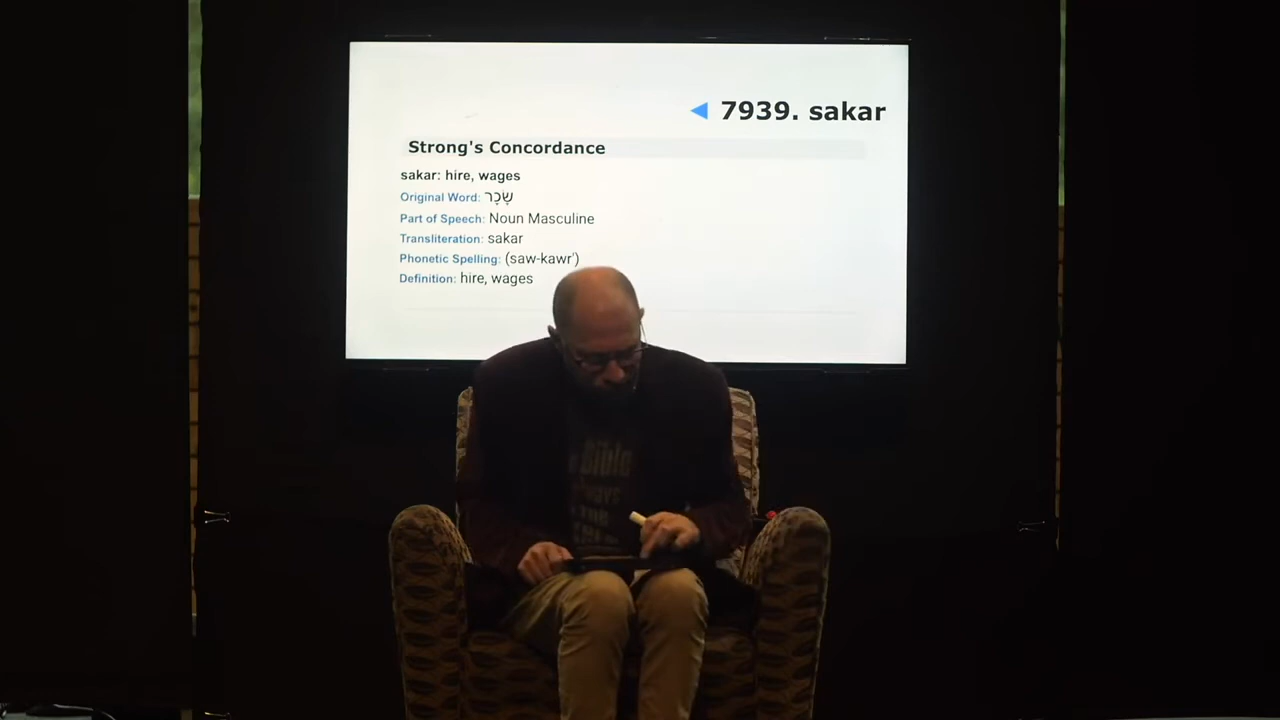 ◀ 7939. sakar
Strong's Concordance
sakar: hire, wages
Original Word: שָׂכָר
Part of Speech: Noun Masculine
Transliteration: sakar
Phonetic Spelling: (saw-kawr')
Definition: hire, wages
Bible